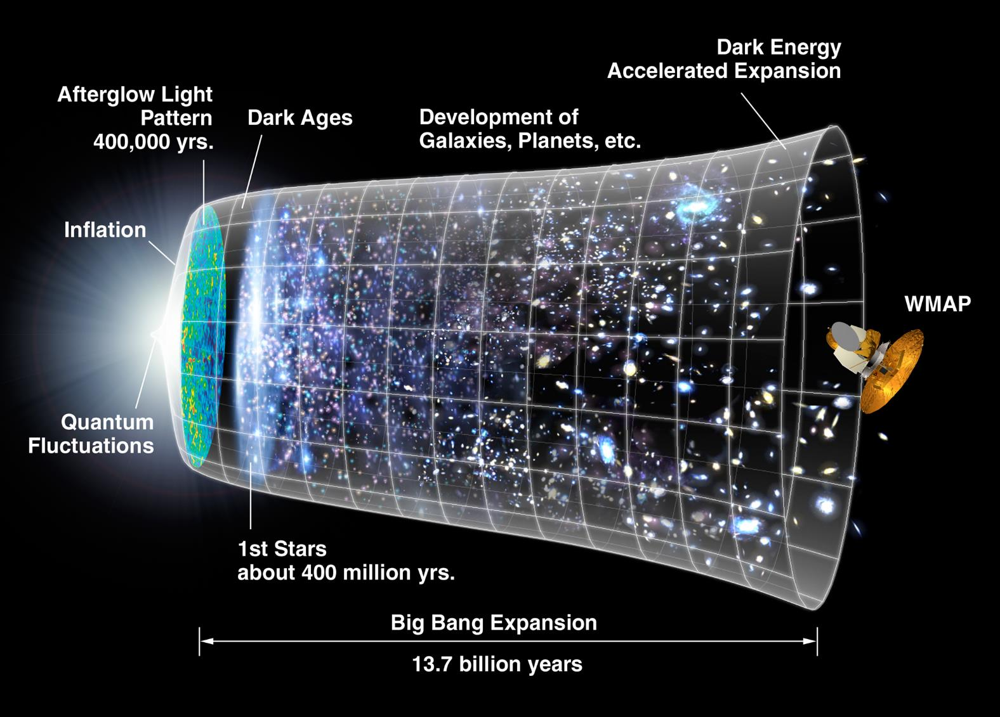 Dark Energy
Accelerated Expansion
Afterglow Light
Pattern
400,000 yrs.
Dark Ages
Development of
Galaxies, Planets, etc.
Inflation
WMAP
Quantum
Fluctuations
1st Stars
about 400 million yrs.
Big Bang Expansion
13.7 billion years